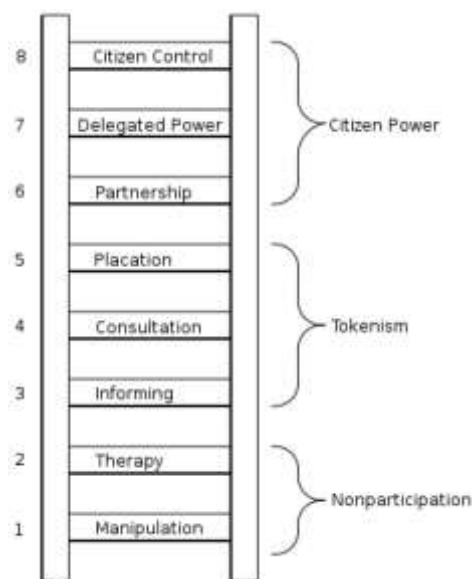 8 Citizen Control
7 Delegated Power
Citizen Power
6 Partnership
5 Placation
4 Consultation
Tokenism
3 Informing
2 Therapy
Nonparticipation
1 Manipulation